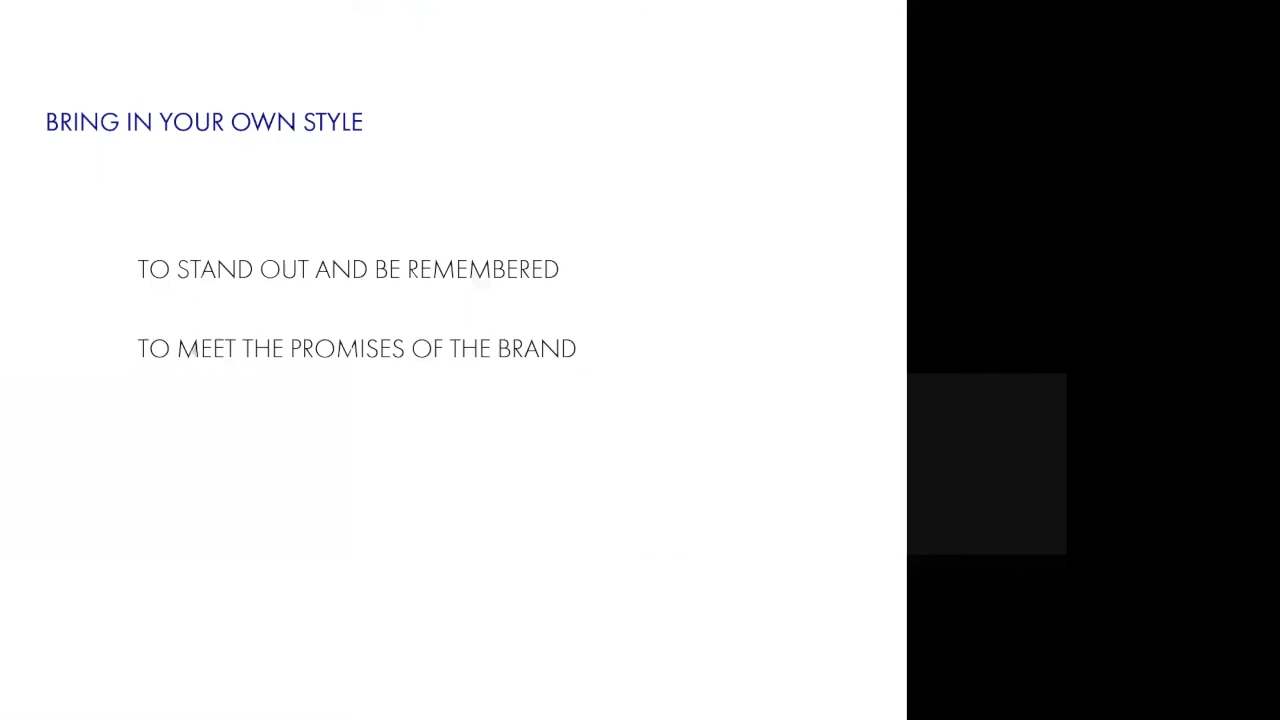 BRING IN YOUR OWN STYLE
TO STAND OUT AND BE REMEMBERED
TO MEET THE PROMISES OF THE BRAND